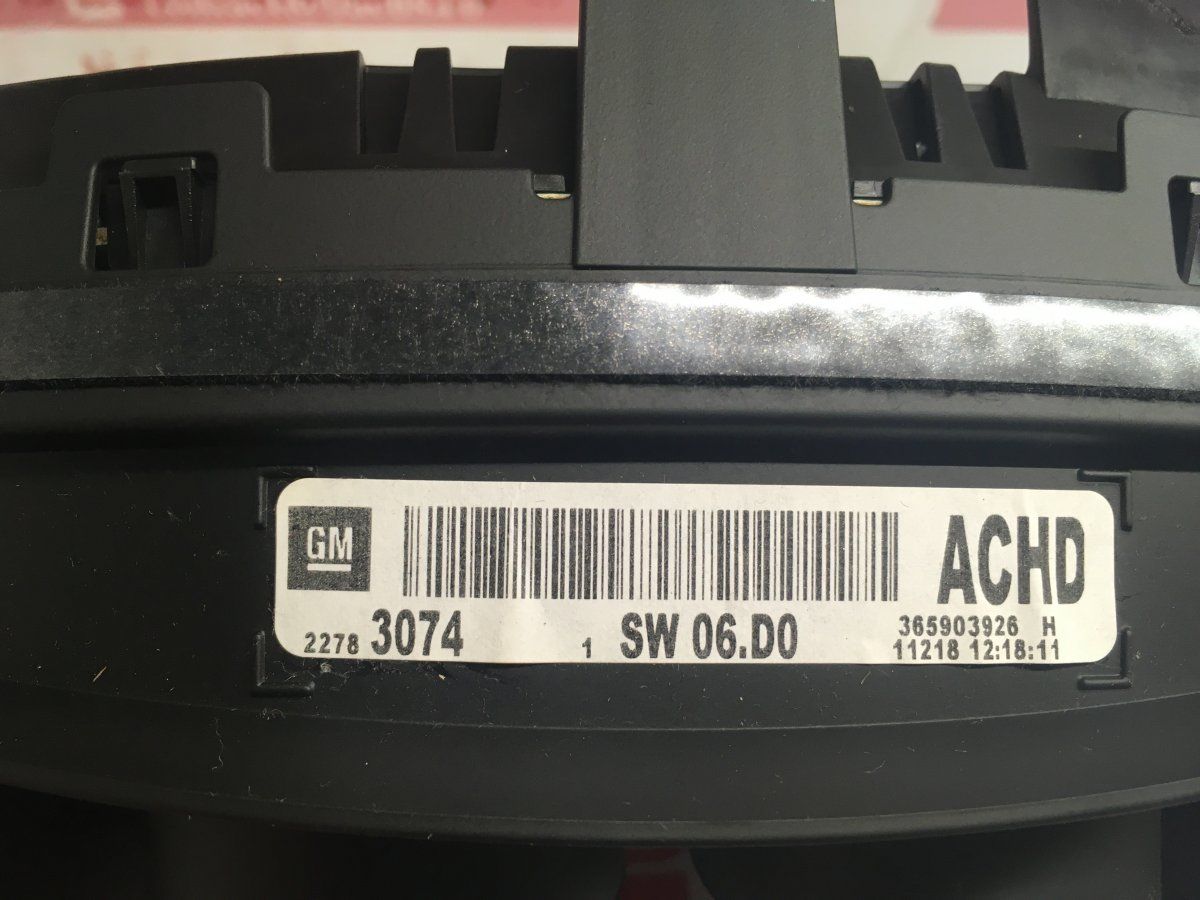 GM
ACHD
2278 3074 1 SW 06.D0
365903926 H
11218 12:18:11